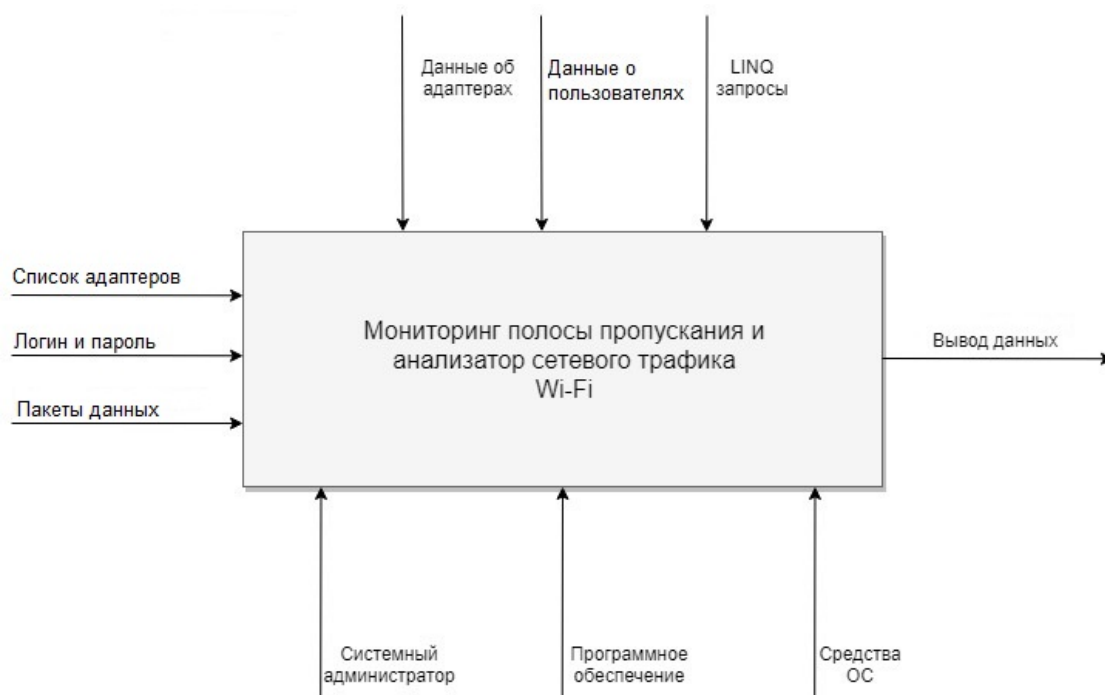 Данные об
адаптерах
Данные о
пользователях
LINQ
запросы
Список адаптеров
Логин и пароль
Пакеты данных
Мониторинг полосы пропускания и
анализатор сетевого трафика
Wi-Fi
Вывод данных
Системный
администратор
Программное
обеспечение
Средства
ОС